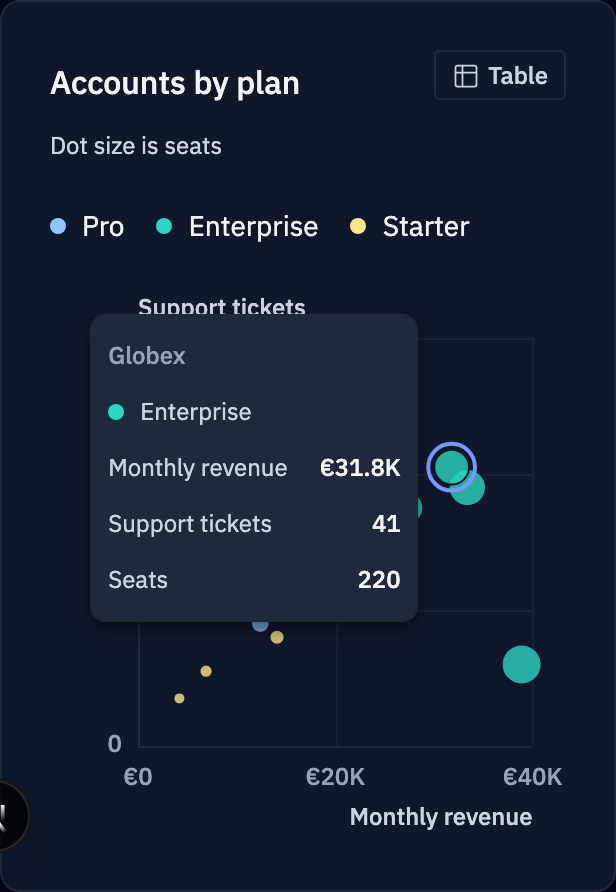 Accounts by plan
Table
Dot size is seats
Pro
Enterprise
Starter
Support tickets
Globex
Enterprise
Monthly revenue €31.8K
Support tickets 41
Seats 220
0
€0 €20K €40K
Monthly revenue